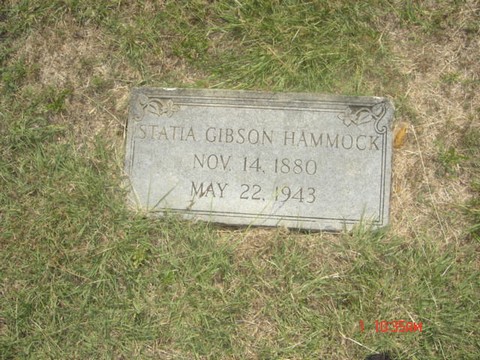 STATIA GIBSON HAMMOCK
NOV. 14, 1880
MAY 22, 1943